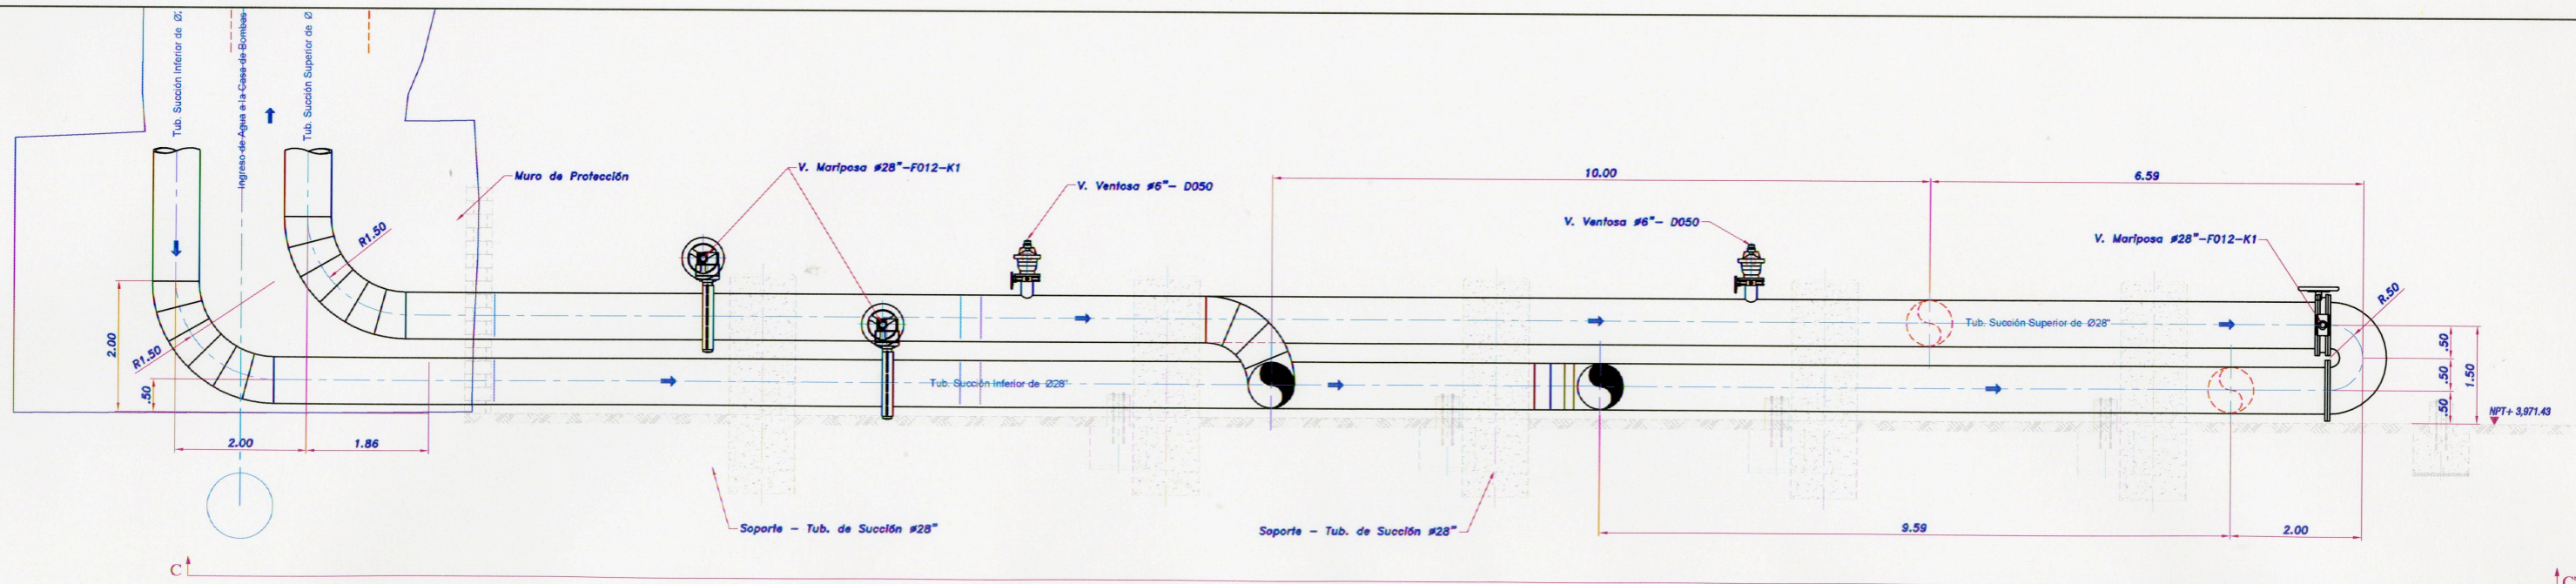 Tub. Succión Inferior de Ø
Ingreso de Agua a la Casa de Bombas
Tub. Succión Superior de Ø
Muro de Protección
V. Mariposa Ø28"-F012-K1
V. Ventosa Ø6"- D050
10.00
6.59
V. Ventosa Ø6"- D050
V. Mariposa Ø28"-F012-K1
R1.50
R.50
2.00
R1.50
.50
Tub. Succión Superior de Ø28"
Tub. Succión Inferior de Ø28"
.50
.50
.50
1.50
NPT+ 3,971.43
2.00
1.86
Soporte - Tub. de Succión Ø28"
Soporte - Tub. de Succión Ø28"
9.59
2.00
C